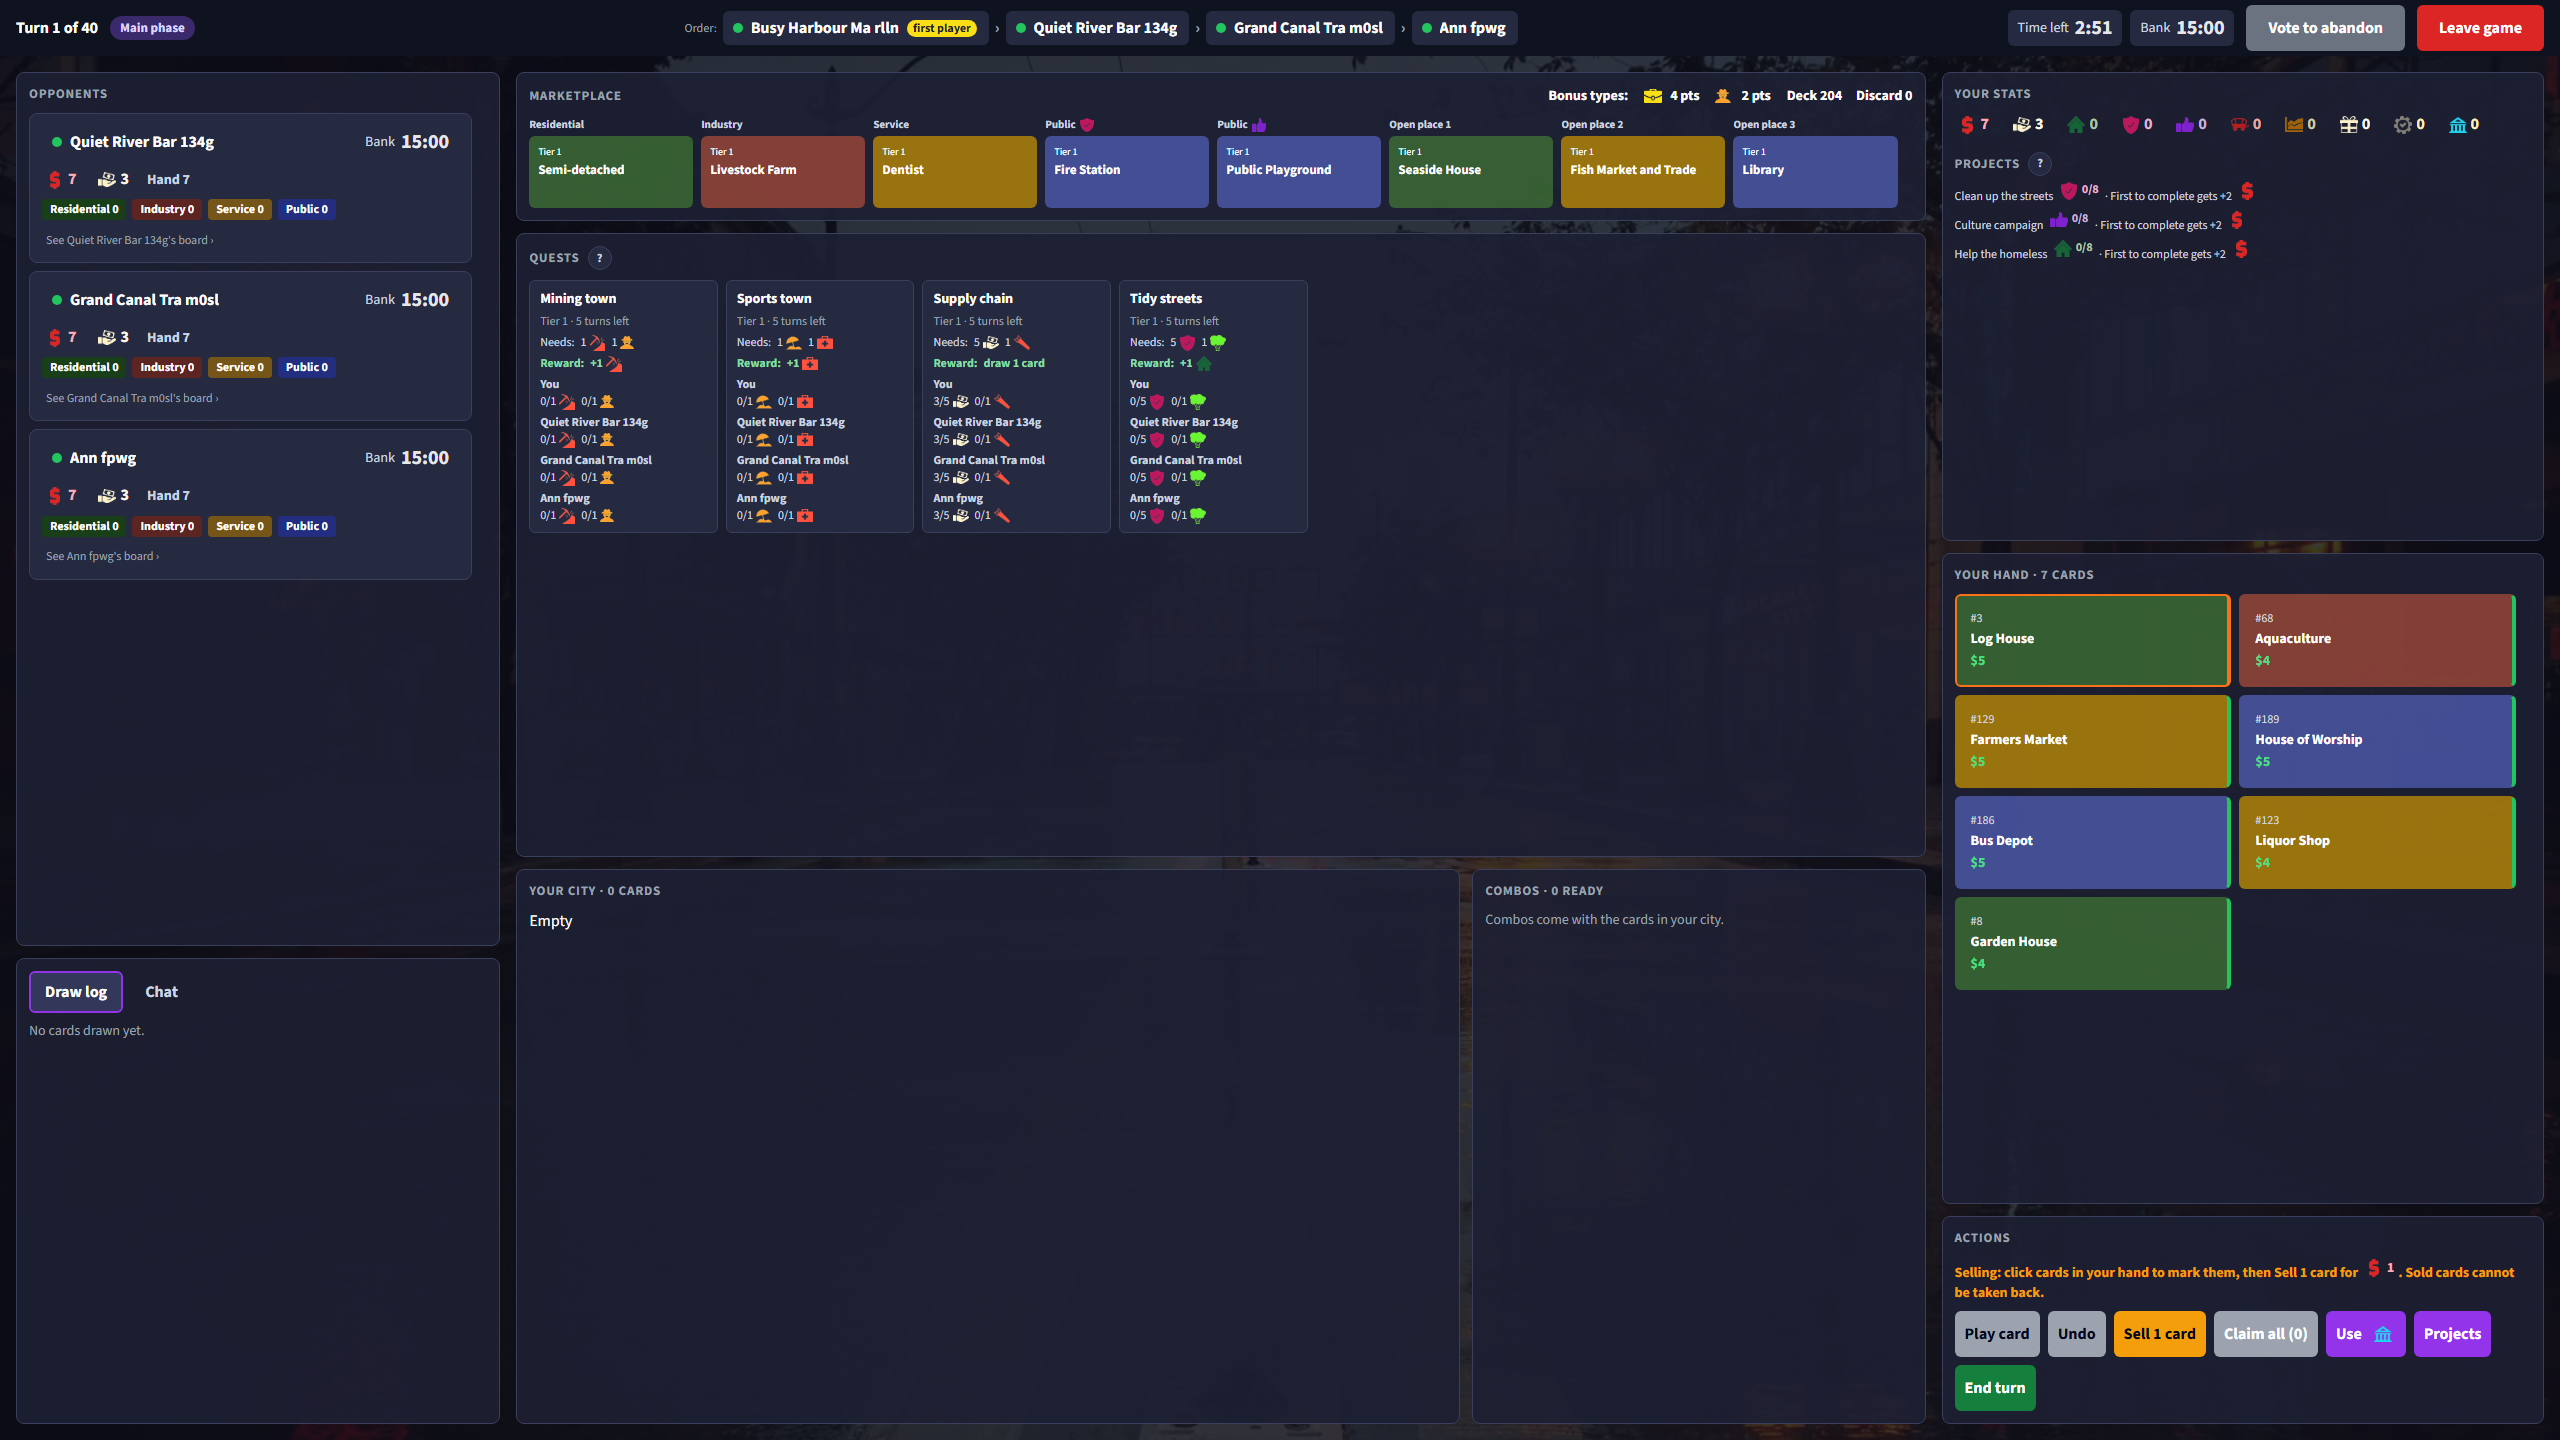 Turn 1 of 40 Main phase
Order: Busy Harbour Ma rlln first player › Quiet River Bar 134g › Grand Canal Tra m0sl › Ann fpwg
Time left 2:51 Bank 15:00 Vote to abandon Leave game
OPPONENTS
Quiet River Bar 134g Bank 15:00
7 3 Hand 7
Residential 0 Industry 0 Service 0 Public 0
See Quiet River Bar 134g's board ›
Grand Canal Tra m0sl Bank 15:00
7 3 Hand 7
Residential 0 Industry 0 Service 0 Public 0
See Grand Canal Tra m0sl's board ›
Ann fpwg Bank 15:00
7 3 Hand 7
Residential 0 Industry 0 Service 0 Public 0
See Ann fpwg's board ›
Draw log Chat
No cards drawn yet.
MARKETPLACE
Bonus types: 4 pts 2 pts Deck 204 Discard 0
Residential Industry Service Public Public Open place 1 Open place 2 Open place 3
Tier 1 Tier 1 Tier 1 Tier 1 Tier 1 Tier 1 Tier 1 Tier 1
Semi-detached Livestock Farm Dentist Fire Station Public Playground Seaside House Fish Market and Trade Library
QUESTS ?
Mining town
Tier 1 · 5 turns left
Needs: 1 1
Reward: +1
You
0/1 0/1
Quiet River Bar 134g
0/1 0/1
Grand Canal Tra m0sl
0/1 0/1
Ann fpwg
0/1 0/1
Sports town
Tier 1 · 5 turns left
Needs: 1 1
Reward: +1
You
0/1 0/1
Quiet River Bar 134g
0/1 0/1
Grand Canal Tra m0sl
0/1 0/1
Ann fpwg
0/1 0/1
Supply chain
Tier 1 · 5 turns left
Needs: 5 1
Reward: draw 1 card
You
3/5 0/1
Quiet River Bar 134g
3/5 0/1
Grand Canal Tra m0sl
3/5 0/1
Ann fpwg
3/5 0/1
Tidy streets
Tier 1 · 5 turns left
Needs: 5 1
Reward: +1
You
0/5 0/1
Quiet River Bar 134g
0/5 0/1
Grand Canal Tra m0sl
0/5 0/1
Ann fpwg
0/5 0/1
YOUR CITY · 0 CARDS
Empty
COMBOS · 0 READY
Combos come with the cards in your city.
YOUR STATS
7 3 0 0 0 0 0 0 0 0
PROJECTS ?
Clean up the streets 0/8 · First to complete gets +2
Culture campaign 0/8 · First to complete gets +2
Help the homeless 0/8 · First to complete gets +2
YOUR HAND · 7 CARDS
#3
Log House
$5
#68
Aquaculture
$4
#129
Farmers Market
$5
#189
House of Worship
$5
#186
Bus Depot
$5
#123
Liquor Shop
$4
#8
Garden House
$4
ACTIONS
Selling: click cards in your hand to mark them, then Sell 1 card for 1 . Sold cards cannot
be taken back.
Play card Undo Sell 1 card Claim all (0) Use Projects
End turn